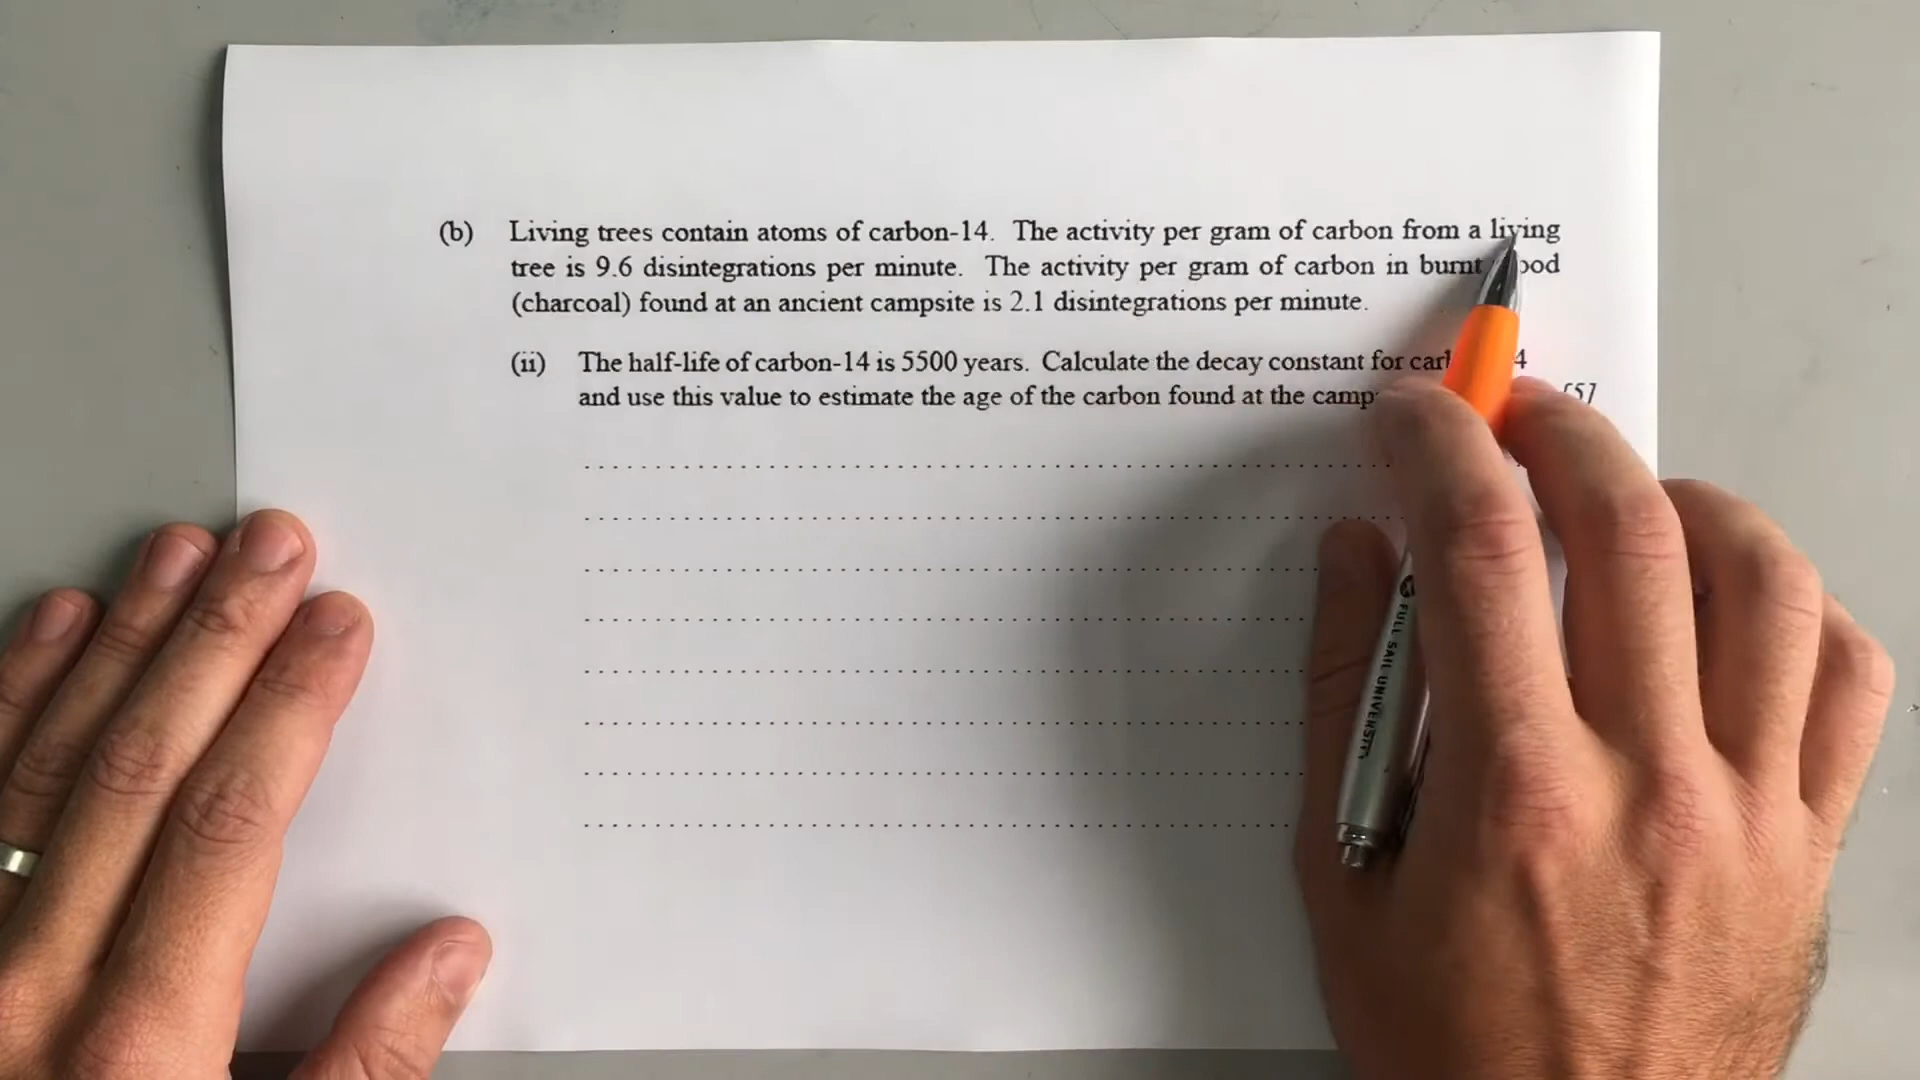 (b) Living trees contain atoms of carbon-14. The activity per gram of carbon from a living
tree is 9.6 disintegrations per minute. The activity per gram of carbon in burnt
(charcoal) found at an ancient campsite is 2.1 disintegrations per minute.
(ii) The half-life of carbon-14 is 5500 years. Calculate the decay constant for
and use this value to estimate the age of the carbon found at the
FULL SAIL UNIVERSITY